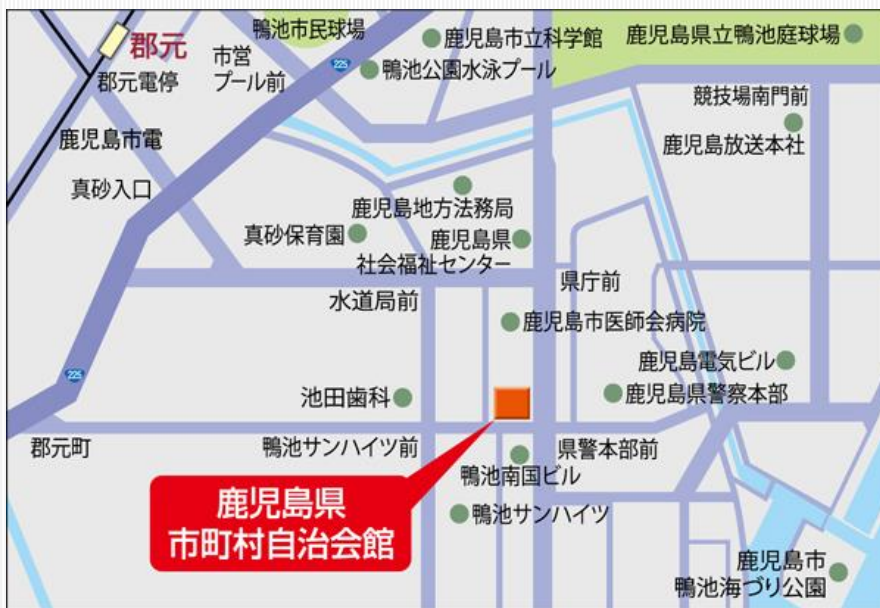 鴨池市民球場
鹿児島市立科学館
鹿児島県立鴨池庭球場
郡元
市営
プール前
225
鴨池公園水泳プール
郡元電停
競技場南門前
鹿児島市電
鹿児島放送本社
真砂入口
鹿児島地方法務局
真砂保育園
鹿児島県
社会福祉センター
県庁前
水道局前
鹿児島市医師会病院
鹿児島電気ビル
225
池田歯科
鹿児島県警察本部
郡元町
鴨池サンハイツ前
県警本部前
鴨池南国ビル
鹿児島県
市町村自治会館
鴨池サンハイツ
鹿児島市
鴨池海づり公園